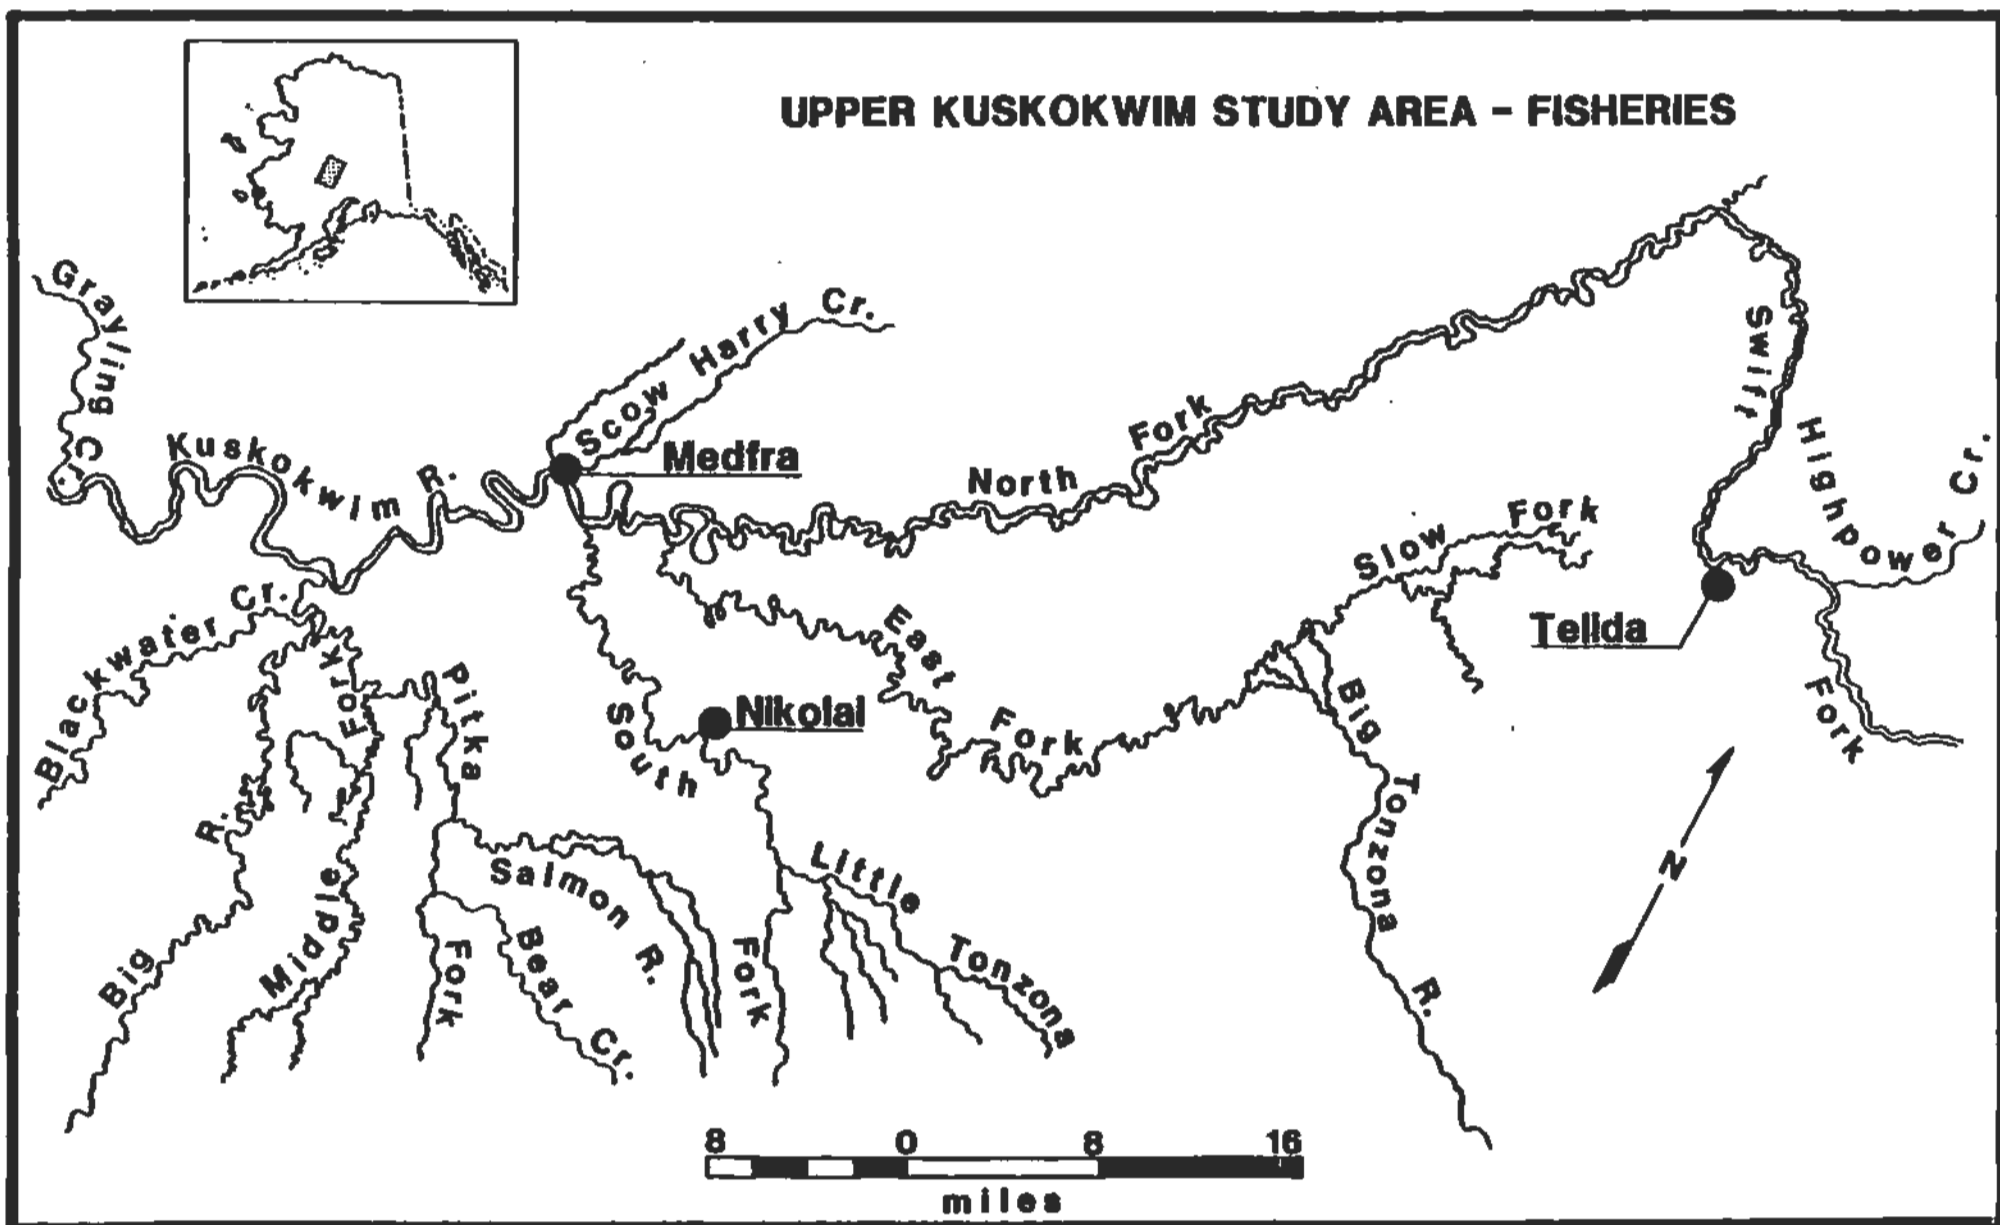 UPPER KUSKOKWIM STUDY AREA - FISHERIES
Grayling Cr.
Kuskokwim R.
Scow Harry Cr.
Medfra
North Fork
Swift Fork
Highpower Cr.
Slow Fork
Telida
East Fork
Blackwater Cr.
Big R.
Middle Fork
Pitka Fork
Salmon R.
Bear Cr.
South Fork
Nikolai
Little Tonzona
Big Tonzona R.
N
8 0 8 16
miles